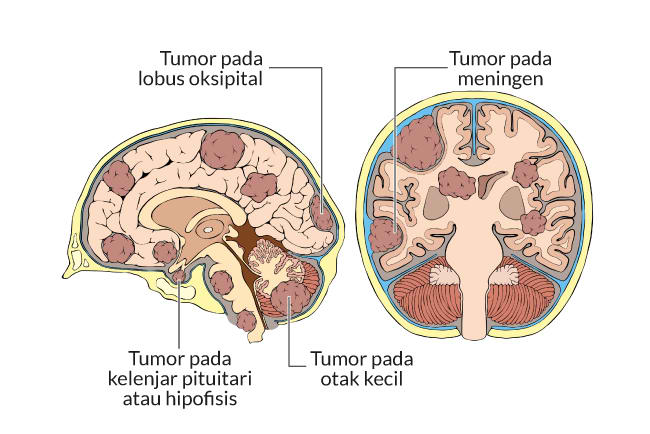 Tumor pada
lobus oksipital
Tumor pada
meningen
Tumor pada
kelenjar pituitari
atau hipofisis
Tumor pada
otak kecil